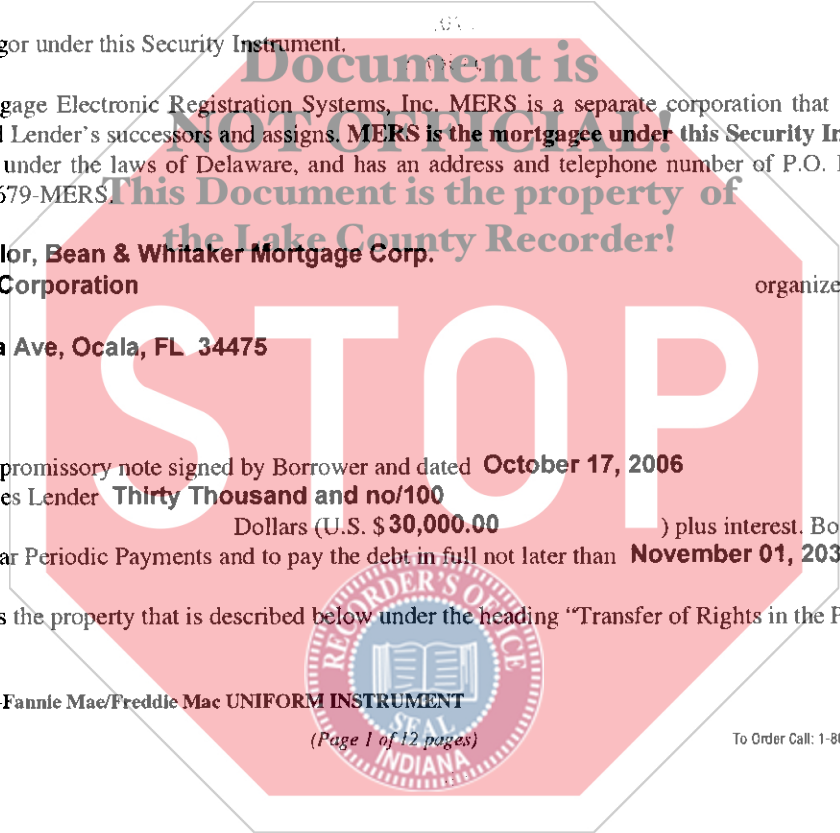 gor under this Security Instrument.
Document is
gage Electronic Registration Systems, Inc. MERS is a separate corporation that
NOT OFFICIAL!
Lender's successors and assigns. MERS is the mortgagee under this Security
under the laws of Delaware, and has an address and telephone number of P.O.
679-MERS.
This Document is the property of
the Lake County Recorder!
lor, Bean & Whitaker Mortgage Corp.
Corporation organize
Ave, Ocala, FL 34475
STOP
promissory note signed by Borrower and dated October 17, 2006
es Lender Thirty Thousand and no/100
Dollars (U.S. $ 30,000.00 ) plus interest. Bo
ar Periodic Payments and to pay the debt in full not later than November 01, 203
s the property that is described below under the heading “Transfer of Rights in the P
RECORDER'S OFFICE
-Fannie Mae/Freddie Mac UNIFORM INSTRUMENT
SEAL
(Page 1 of 12 pages) To Order Call: 1-80
INDIANA